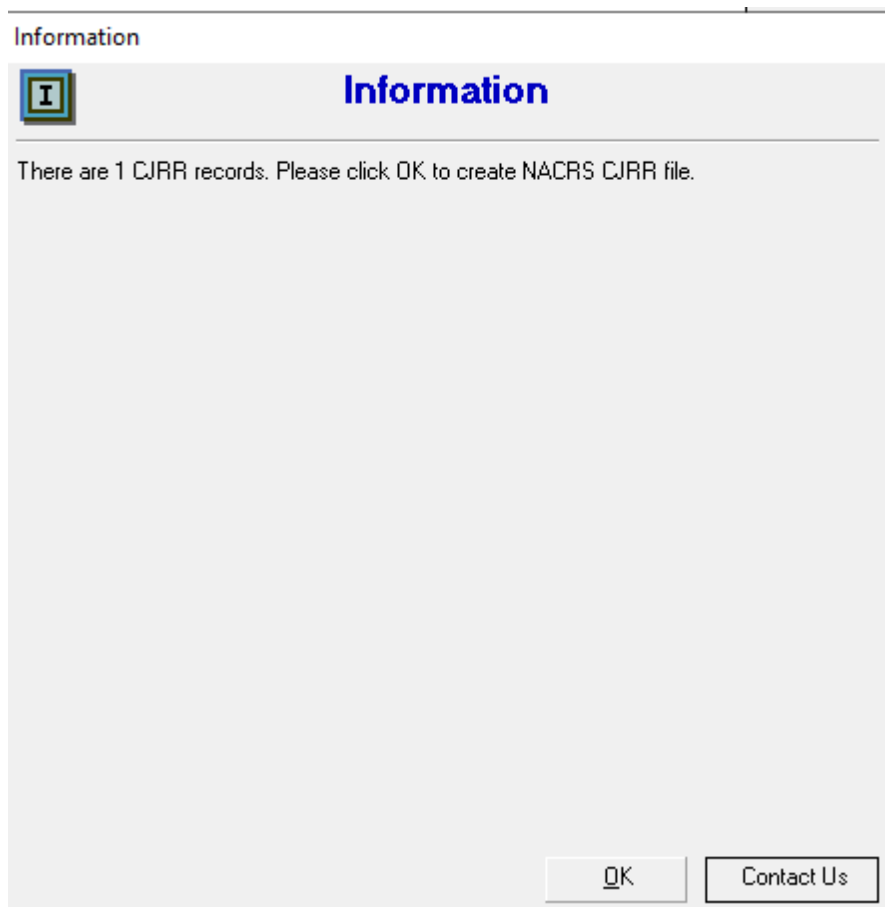 Information
I
Information
There are 1 CJRR records. Please click OK to create NACRS CJRR file.
OK
Contact Us